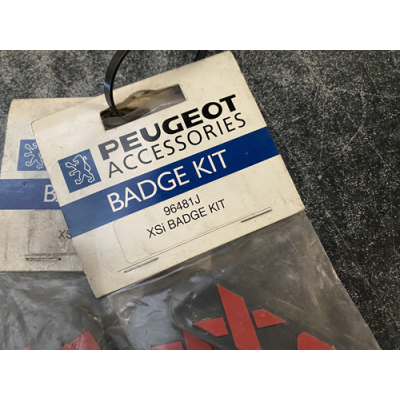 PEUGEOT
ACCESSORIES
BADGE KIT
96481J
XSi BADGE KIT